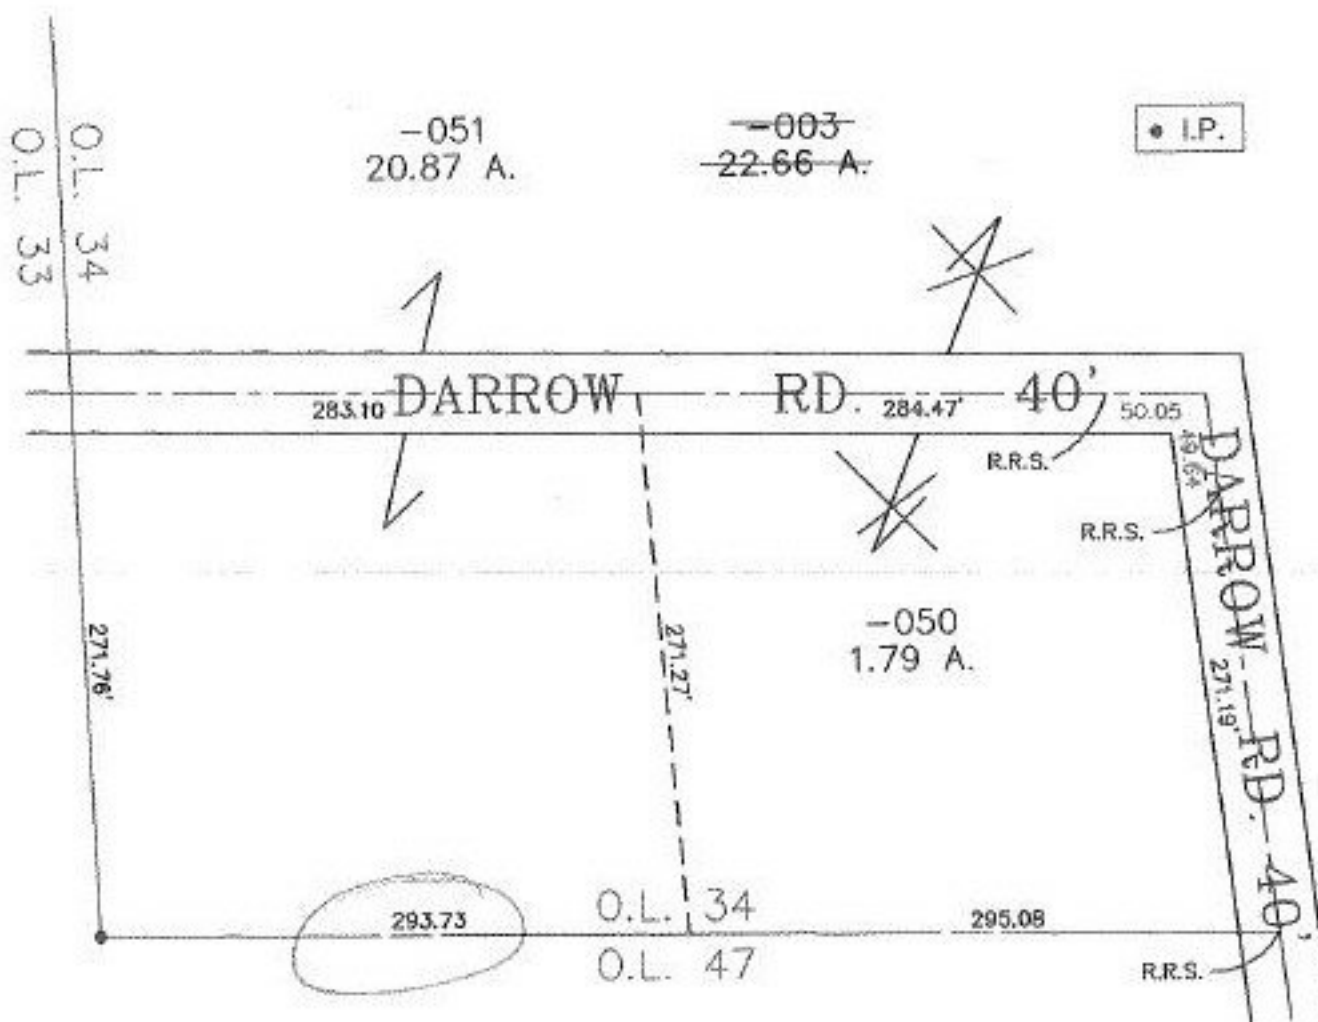 O.L. 34
O.L. 33
-051
20.87 A.
-003
22.66 A.
I.P.
283.10
DARROW RD. 40'
284.47'
50.05
R.R.S.
49.64
DARROW RD. 40'
R.R.S.
271.76'
271.27'
-050
1.79 A.
271.19'
293.73
O.L. 34
295.08
O.L. 47
R.R.S.